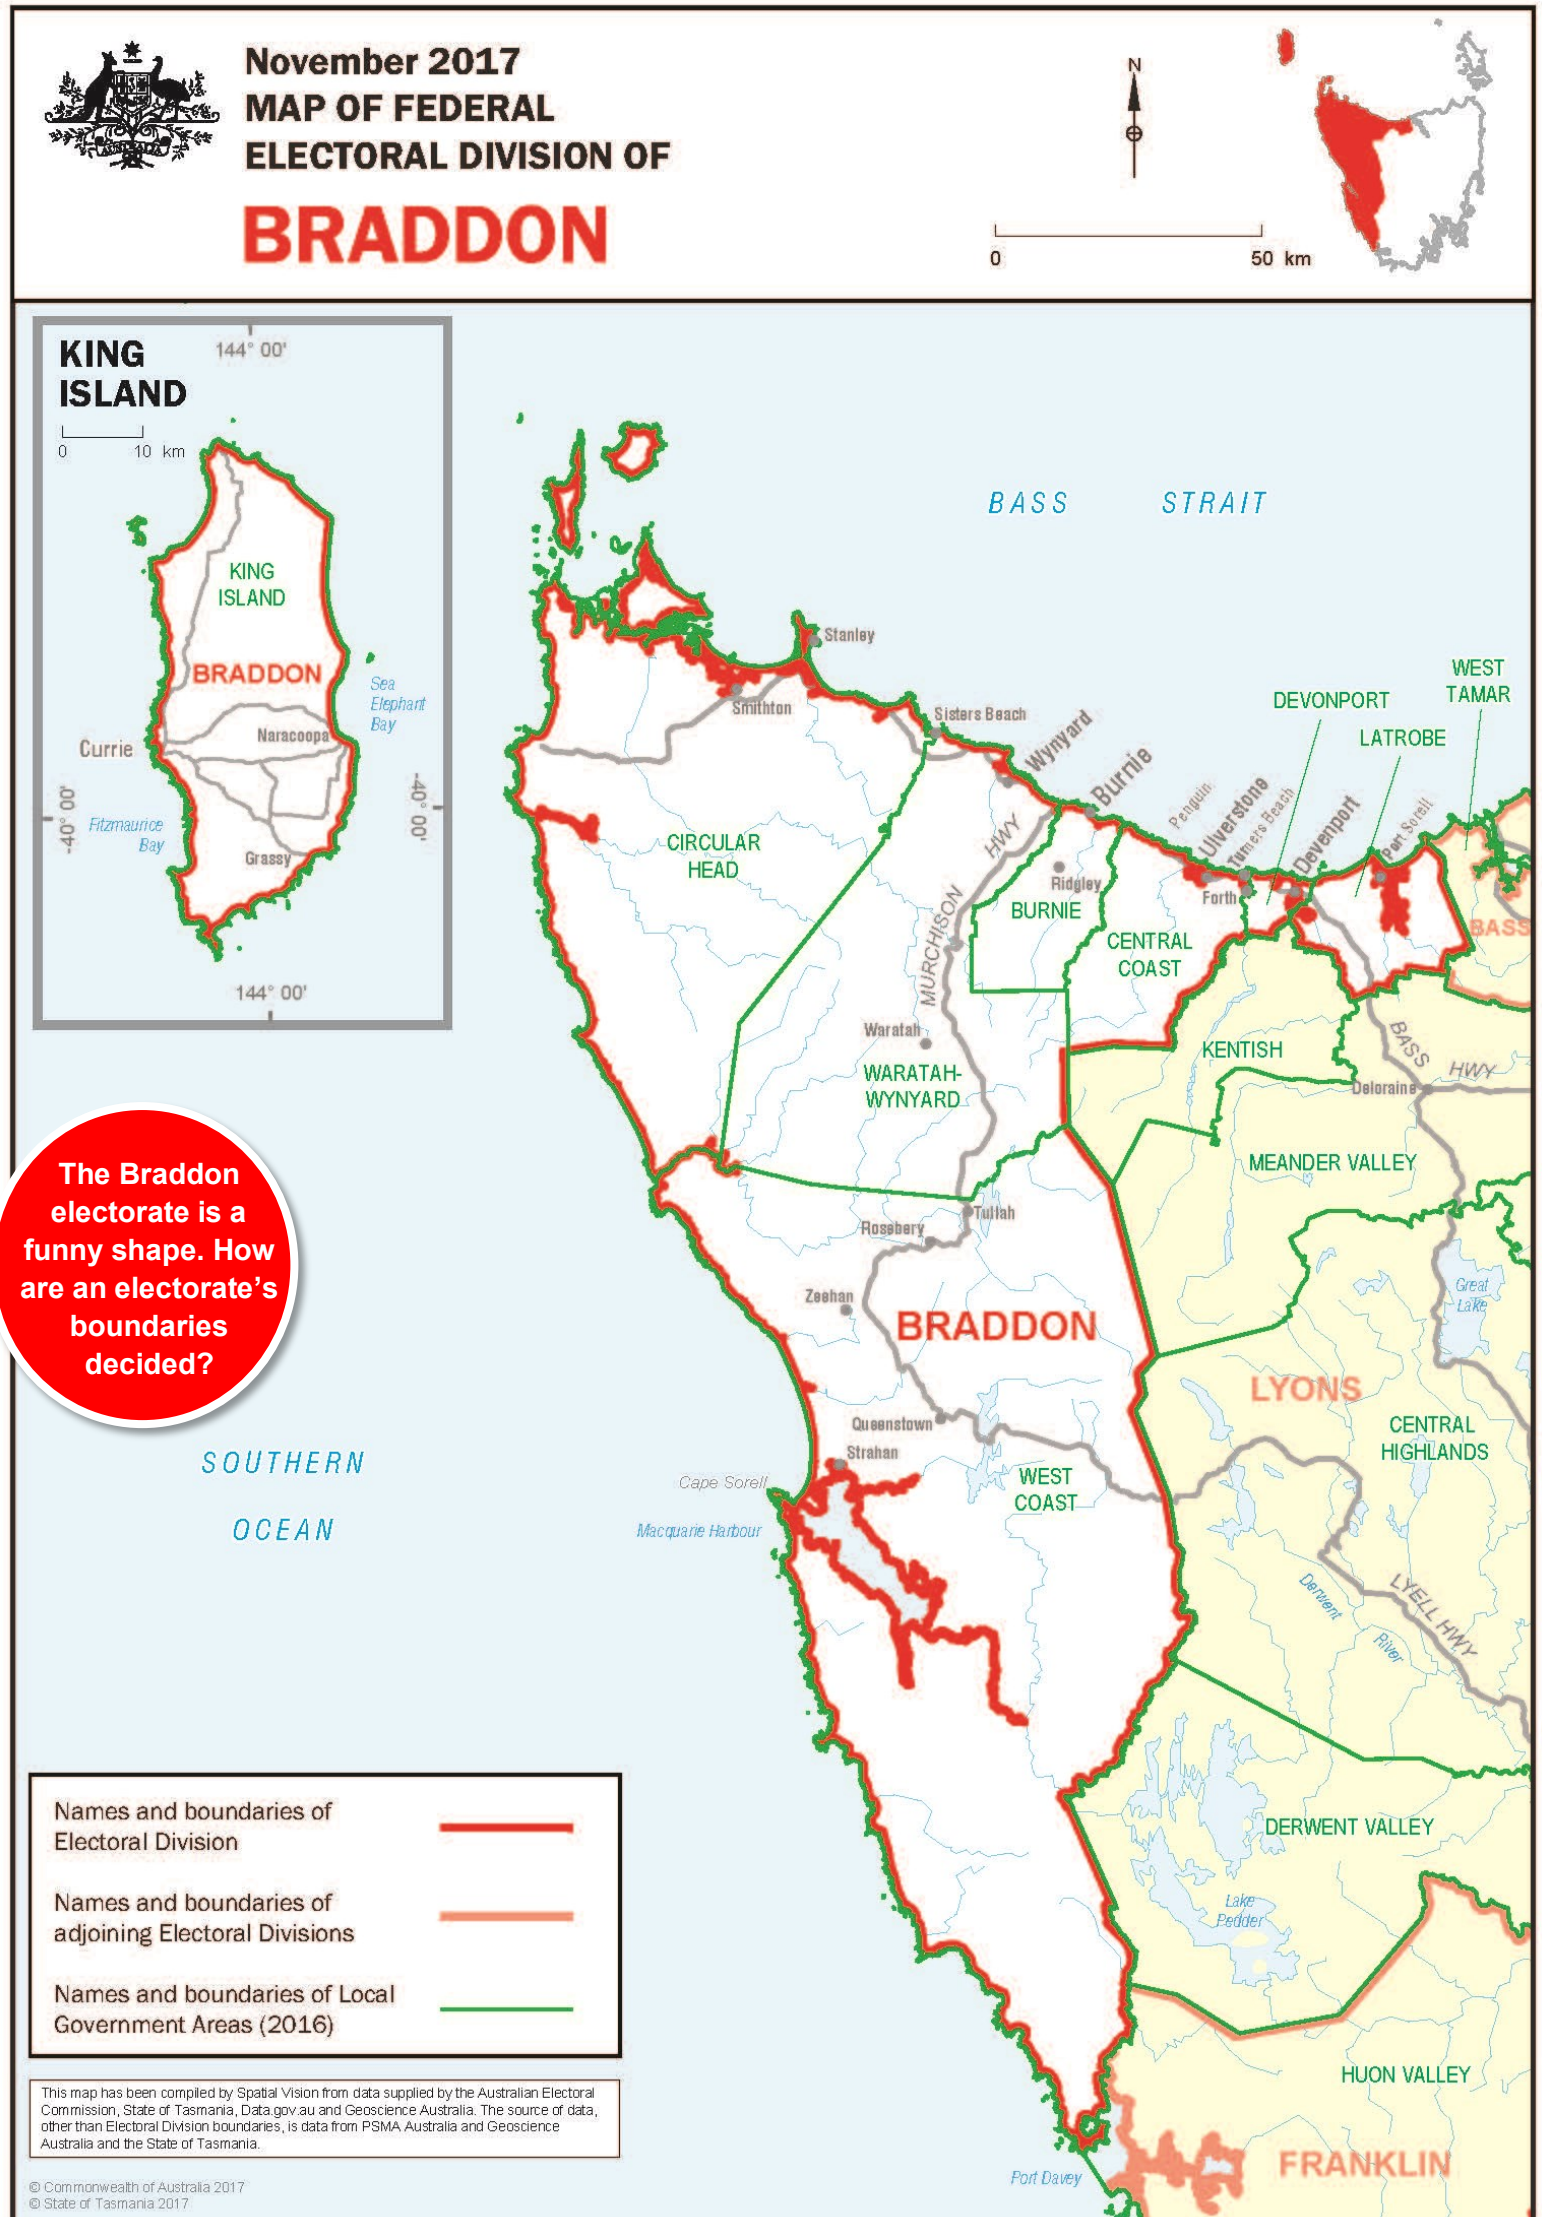 November 2017
MAP OF FEDERAL
ELECTORAL DIVISION OF
BRADDON
N
0
50 km
KING
ISLAND
144° 00'
0
10 km
KING
ISLAND
BRADDON
Sea
Elephant
Bay
Naracoopa
Currie
-40° 00'
-40° 00'
Fitzmaurice
Bay
Grassy
144° 00'
BASS STRAIT
Stanley
Smithton
Sisters Beach
Wynyard
Burnie
Penguin
Ulverstone
Turners Beach
Devenport
Port Sorell
DEVONPORT
LATROBE
WEST
TAMAR
BASS
CIRCULAR
HEAD
HWY
MURCHISON
Ridgley
BURNIE
Forth
CENTRAL
COAST
Waratah
WARATAH-
WYNYARD
KENTISH
BASS
HWY
Deloraine
MEANDER VALLEY
Tullah
Rosebery
Zeehan
BRADDON
Great
Lake
LYONS
CENTRAL
HIGHLANDS
Queenstown
Strahan
Cape Sorell
Macquarie Harbour
WEST
COAST
Derwent
River
LYELL HWY
The Braddon
electorate is a
funny shape. How
are an electorate's
boundaries
decided?
SOUTHERN
OCEAN
DERWENT VALLEY
Lake
Pedder
HUON VALLEY
FRANKLIN
Port Davey
Names and boundaries of
Electoral Division
Names and boundaries of
adjoining Electoral Divisions
Names and boundaries of Local
Government Areas (2016)
This map has been compiled by Spatial Vision from data supplied by the Australian Electoral
Commission, State of Tasmania, Data.gov.au and Geoscience Australia. The source of data,
other than Electoral Division boundaries, is data from PSMA Australia and Geoscience
Australia and the State of Tasmania.
© Commonwealth of Australia 2017
© State of Tasmania 2017